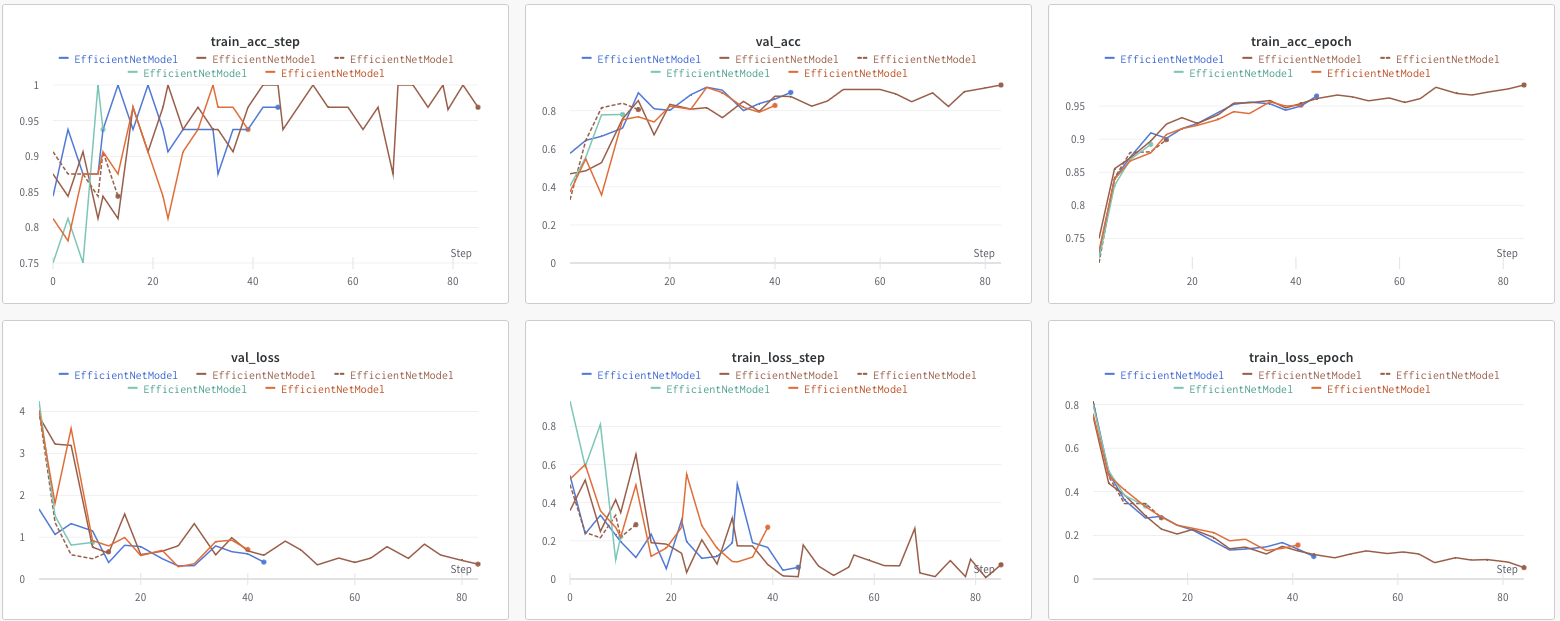 train_acc_step
EfficientNetModel EfficientNetModel EfficientNetModel
EfficientNetModel EfficientNetModel
1
0.95
0.9
0.85
0.8
0.75
Step
0 20 40 60 80
val_acc
EfficientNetModel EfficientNetModel EfficientNetModel
EfficientNetModel EfficientNetModel
0.8
0.6
0.4
0.2
0
Step
20 40 60 80
train_acc_epoch
EfficientNetModel EfficientNetModel EfficientNetModel
EfficientNetModel EfficientNetModel
0.95
0.9
0.85
0.8
0.75
Step
20 40 60 80
val_loss
EfficientNetModel EfficientNetModel EfficientNetModel
EfficientNetModel EfficientNetModel
4
3
2
1
0
Step
20 40 60 80
train_loss_step
EfficientNetModel EfficientNetModel EfficientNetModel
EfficientNetModel EfficientNetModel
0.8
0.6
0.4
0.2
0
Step
0 20 40 60 80
train_loss_epoch
EfficientNetModel EfficientNetModel EfficientNetModel
EfficientNetModel EfficientNetModel
0.8
0.6
0.4
0.2
0
Step
20 40 60 80